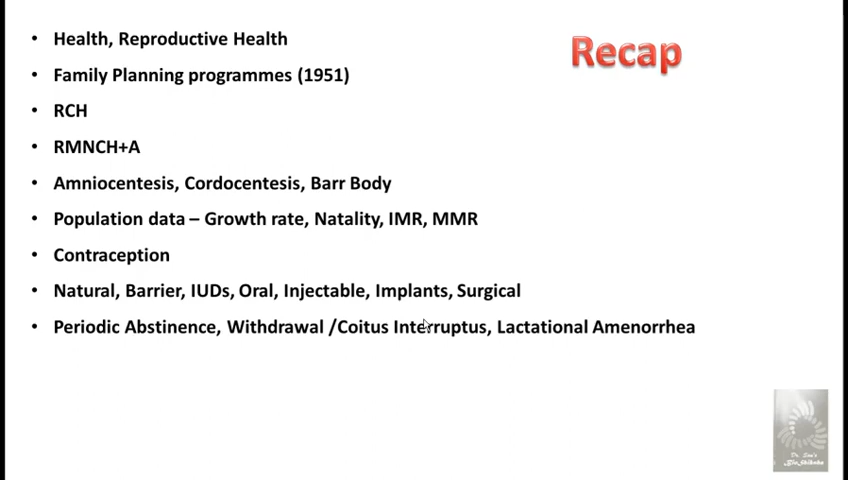 Recap
• Health, Reproductive Health
• Family Planning programmes (1951)
• RCH
• RMNCH+A
• Amniocentesis, Cordocentesis, Barr Body
• Population data – Growth rate, Natality, IMR, MMR
• Contraception
• Natural, Barrier, IUDs, Oral, Injectable, Implants, Surgical
• Periodic Abstinence, Withdrawal /Coitus Interruptus, Lactational Amenorrhea